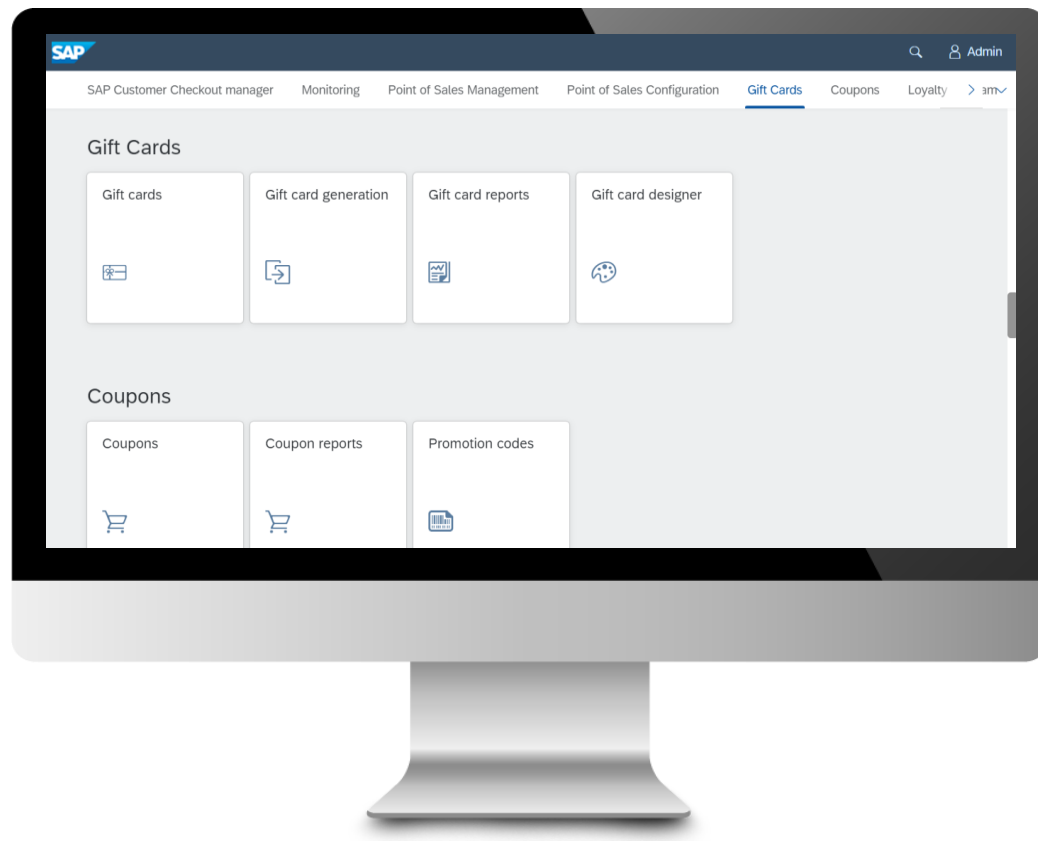 SAP
Admin
SAP Customer Checkout manager Monitoring Point of Sales Management Point of Sales Configuration Gift Cards Coupons Loyalty
Gift Cards
Gift cards Gift card generation Gift card reports Gift card designer
Coupons
Coupons Coupon reports Promotion codes